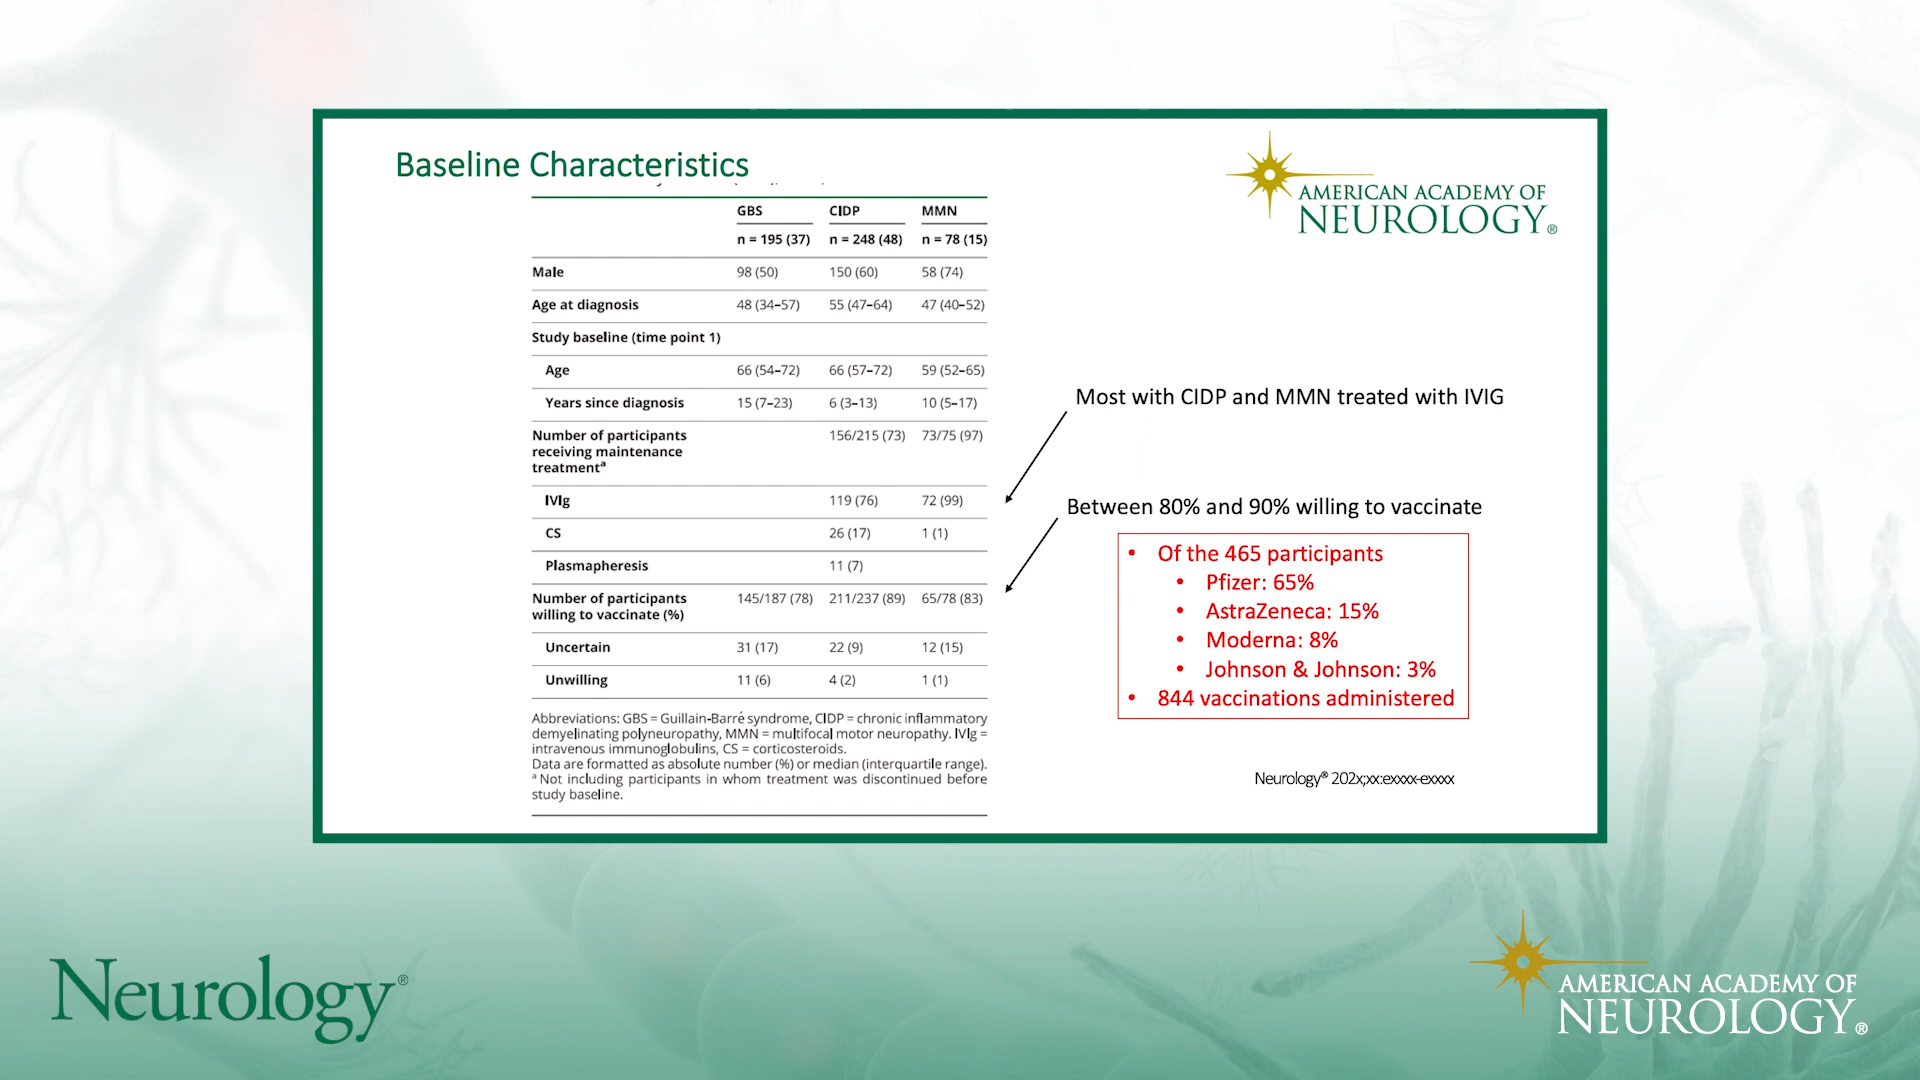 Baseline Characteristics
AMERICAN ACADEMY OF
NEUROLOGY®
GBS CIDP MMN
n = 195 (37) n = 248 (48) n = 78 (15)
Male 98 (50) 150 (60) 58 (74)
Age at diagnosis 48 (34–57) 55 (47–64) 47 (40–52)
Study baseline (time point 1)
Age 66 (54–72) 66 (57–72) 59 (52–65)
Years since diagnosis 15 (7–23) 6 (3–13) 10 (5–17)
Number of participants 156/215 (73) 73/75 (97)
receiving maintenance
treatmentᵃ
IVIg 119 (76) 72 (99)
CS 26 (17) 1 (1)
Plasmapheresis 11 (7)
Number of participants 145/187 (78) 211/237 (89) 65/78 (83)
willing to vaccinate (%)
Uncertain 31 (17) 22 (9) 12 (15)
Unwilling 11 (6) 4 (2) 1 (1)
Abbreviations: GBS = Guillain-Barré syndrome, CIDP = chronic inflammatory
demyelinating polyneuropathy, MMN = multifocal motor neuropathy. IVIg =
intravenous immunoglobulins, CS = corticosteroids.
Data are formatted as absolute number (%) or median (interquartile range).
ᵃ Not including participants in whom treatment was discontinued before
study baseline.
Most with CIDP and MMN treated with IVIG
Between 80% and 90% willing to vaccinate
• Of the 465 participants
• Pfizer: 65%
• AstraZeneca: 15%
• Moderna: 8%
• Johnson & Johnson: 3%
• 844 vaccinations administered
Neurology® 202x;xx:exxxx-exxxx
Neurology®
AMERICAN ACADEMY OF
NEUROLOGY®